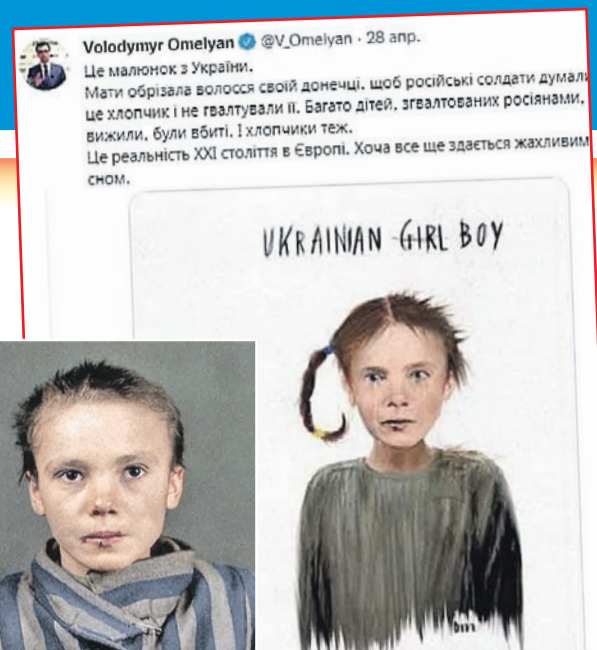 Volodymyr Omelyan @V_Omelyan · 28 апр.
Це малюнок з України.
Мати обрізала волосся своїй донечці, щоб російські солдати думали
це хлопчик і не гвалтували її. Багато дітей, зґвалтованих росіянами,
вижили, були вбиті. І хлопчики теж.
Це реальність XXI століття в Європі. Хоча все ще здається жахливим
сном.
UKRAINIAN GIRL BOY